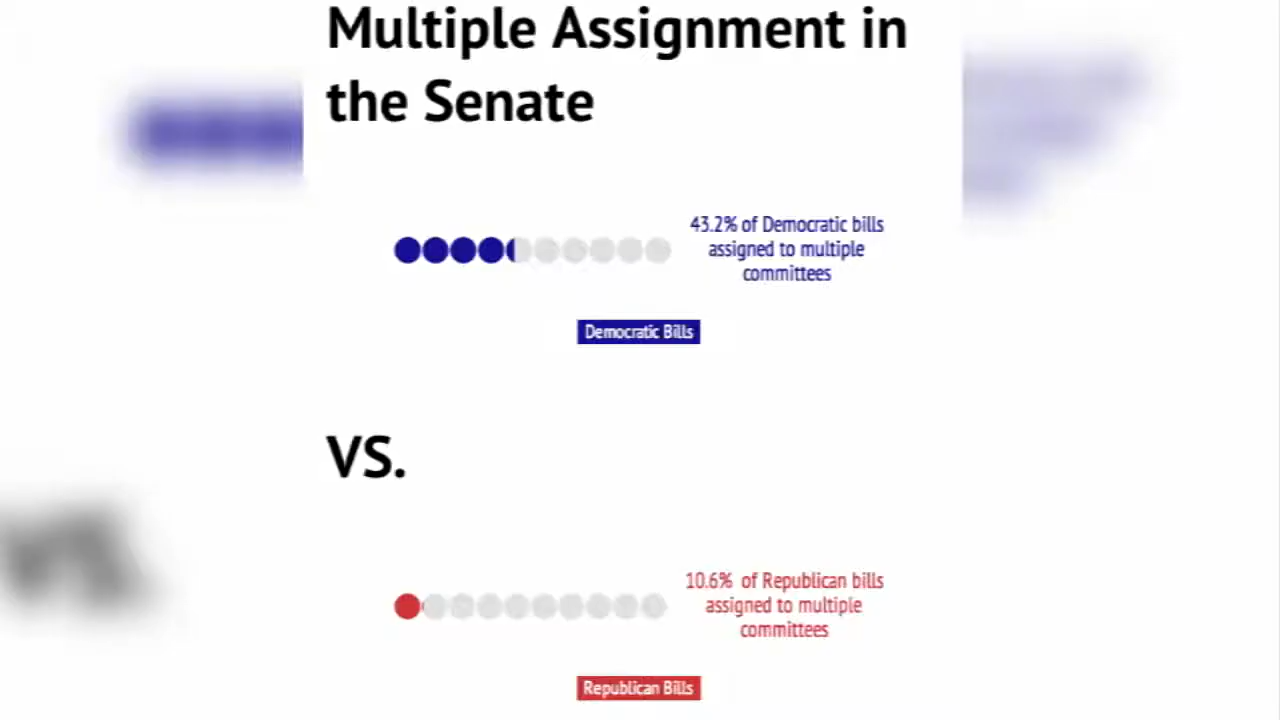 Multiple Assignment in
the Senate
43.2% of Democratic bills
assigned to multiple
committees
Democratic Bills
VS.
10.6% of Republican bills
assigned to multiple
committees
Republican Bills